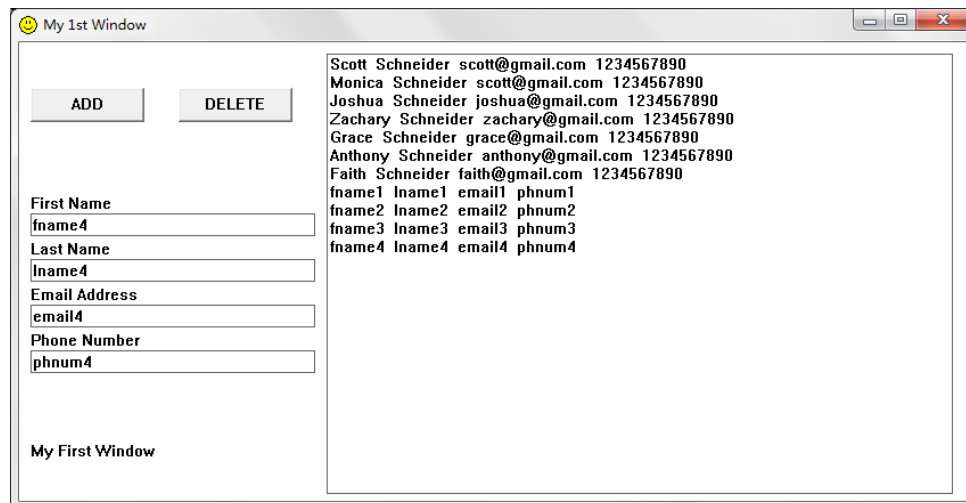 My 1st Window
ADD
DELETE
First Name
fname4
Last Name
lname4
Email Address
email4
Phone Number
phnum4
My First Window
Scott Schneider scott@gmail.com 1234567890
Monica Schneider scott@gmail.com 1234567890
Joshua Schneider joshua@gmail.com 1234567890
Zachary Schneider zachary@gmail.com 1234567890
Grace Schneider grace@gmail.com 1234567890
Anthony Schneider anthony@gmail.com 1234567890
Faith Schneider faith@gmail.com 1234567890
fname1 lname1 email1 phnum1
fname2 lname2 email2 phnum2
fname3 lname3 email3 phnum3
fname4 lname4 email4 phnum4